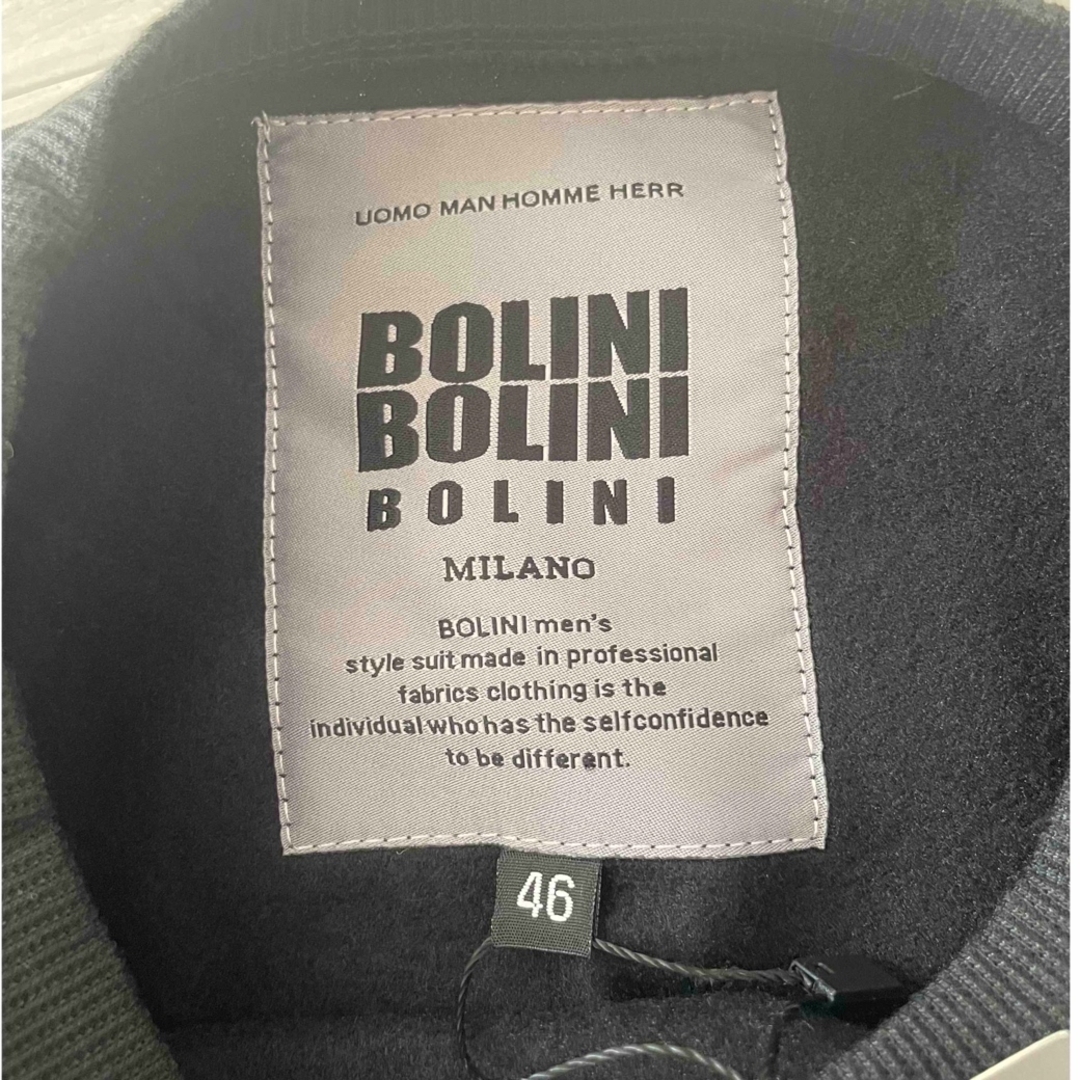 UOMO MAN HOMME HERR
BOLINI
BOLINI
BOLINI
MILANO
BOLINI men's
style suit made in professional
fabrics clothing is the
individual who has the selfconfidence
to be different.
46